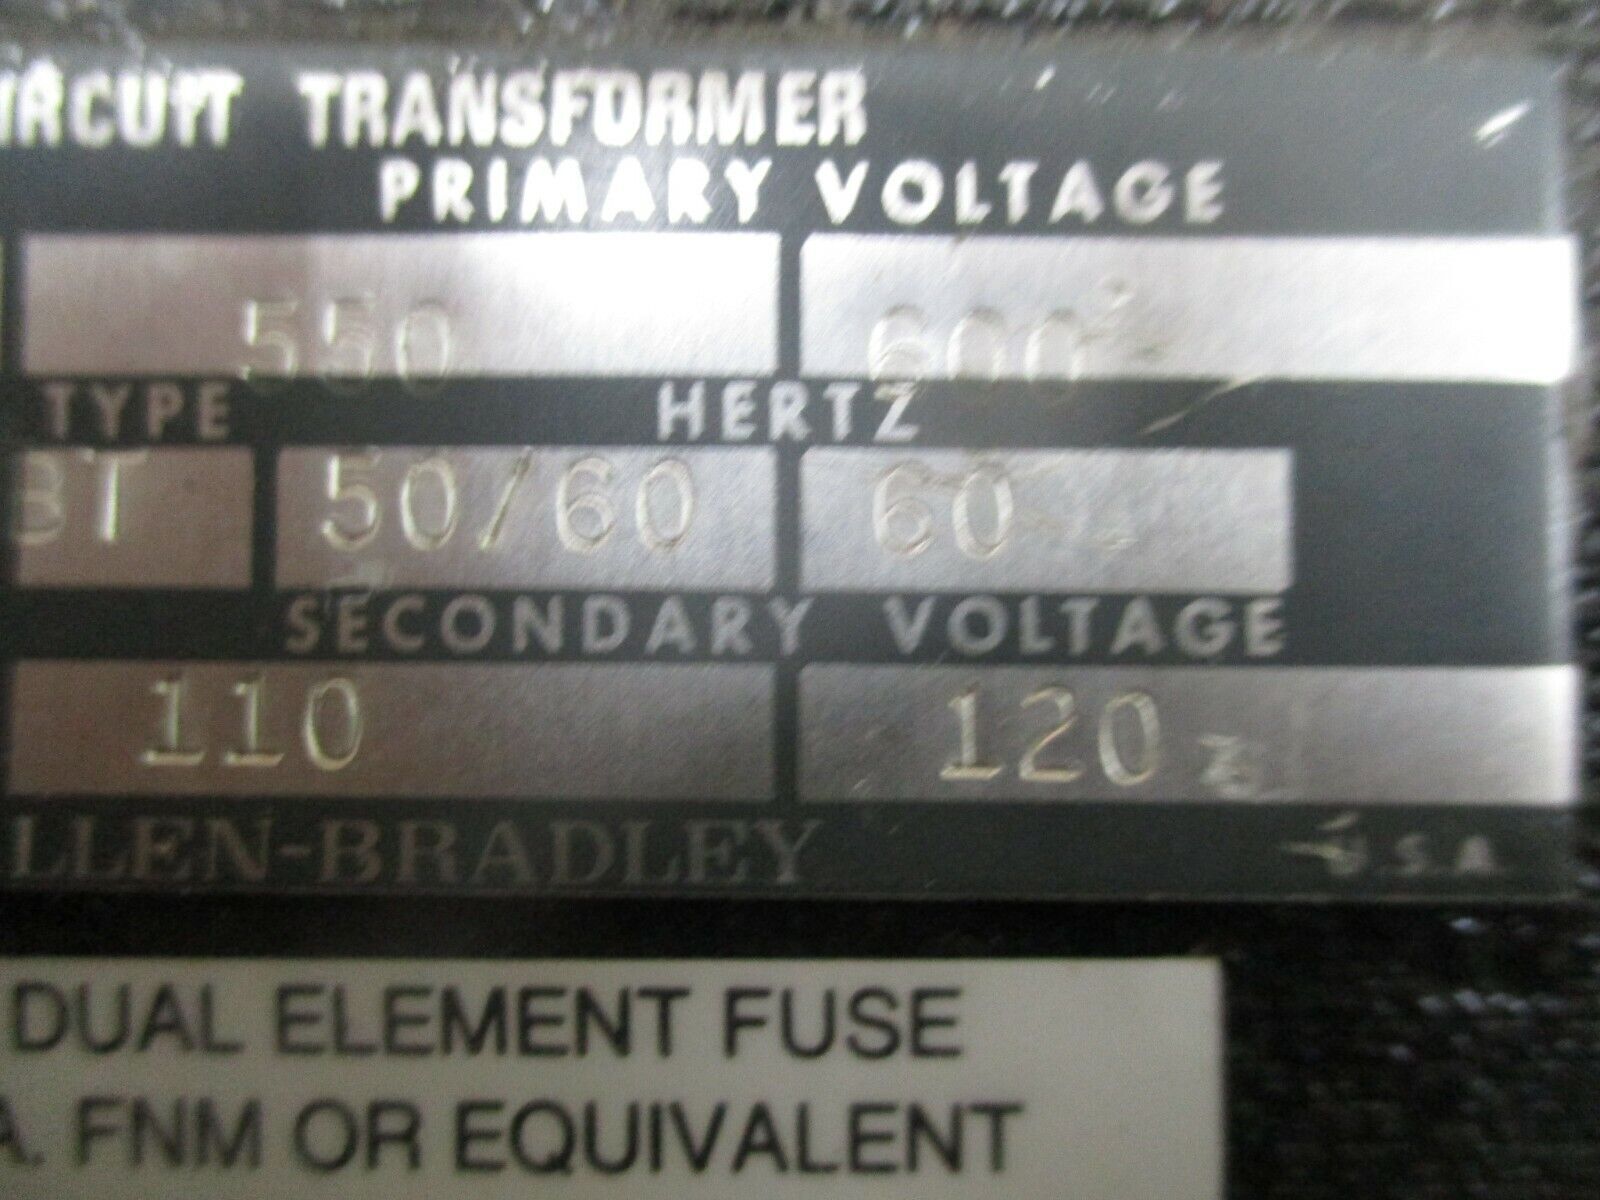 IRCUIT TRANSFORMER
PRIMARY VOLTAGE
550 600
TYPE HERTZ
BT 50/60 60
SECONDARY VOLTAGE
110 120
LLEN-BRADLEY U.S.A.
DUAL ELEMENT FUSE
A. FNM OR EQUIVALENT